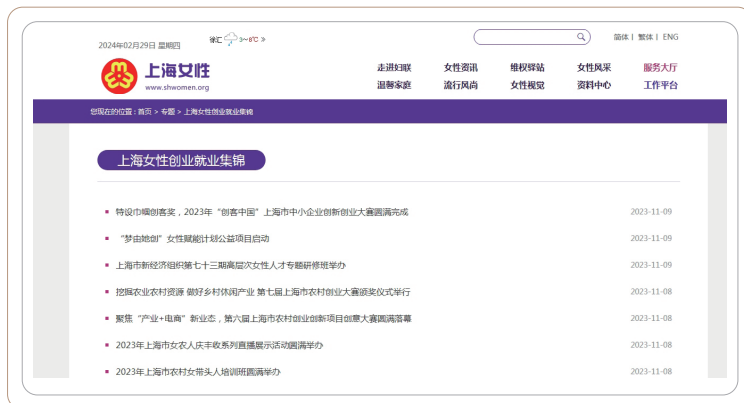 2024年02月29日 星期四
徐汇 3~8℃ »
简体 | 繁体 | ENG
上海女性
www.shwomen.org
走进妇联 女性资讯 维权驿站 女性风采 服务大厅
温馨家庭 流行风尚 女性视觉 资料中心 工作平台
您现在的位置：首页 > 专题 > 上海女性创业就业集锦
上海女性创业就业集锦
特设巾帼创客奖，2023年“创客中国”上海市中小企业创新创业大赛圆满完成 2023-11-09
“梦由她创”女性赋能计划公益项目启动 2023-11-09
上海市新经济组织第七十三期高层次女性人才专题研修班举办 2023-11-09
挖掘农业农村资源 做好乡村休闲产业 第七届上海市农村创业大赛颁奖仪式举行 2023-11-08
聚焦“产业+电商”新业态，第六届上海市农村创业创新项目创意大赛圆满落幕 2023-11-08
2023年上海市女农人庆丰收系列直播展示活动圆满举办 2023-11-08
2023年上海市农村女带头人培训班圆满举办 2023-11-08